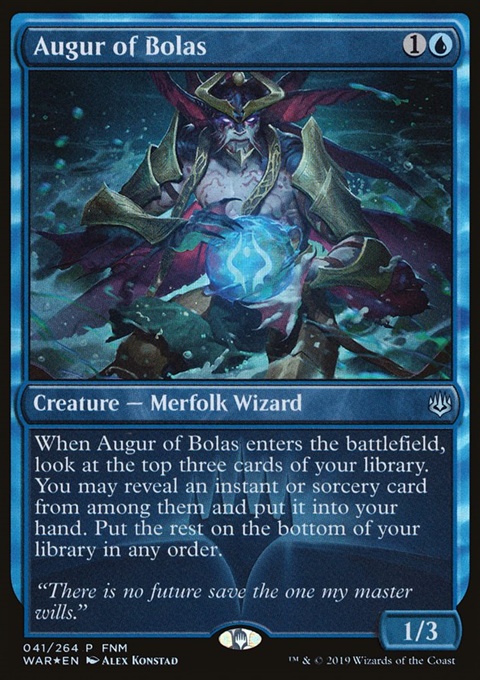 Augur of Bolas
1
Creature — Merfolk Wizard
When Augur of Bolas enters the battlefield,
look at the top three cards of your library.
You may reveal an instant or sorcery card
from among them and put it into your
hand. Put the rest on the bottom of your
library in any order.
“There is no future save the one my master
wills.”
1/3
041/264 P FNM
WAR★EN Alex Konstad
™ & © 2019 Wizards of the Coast